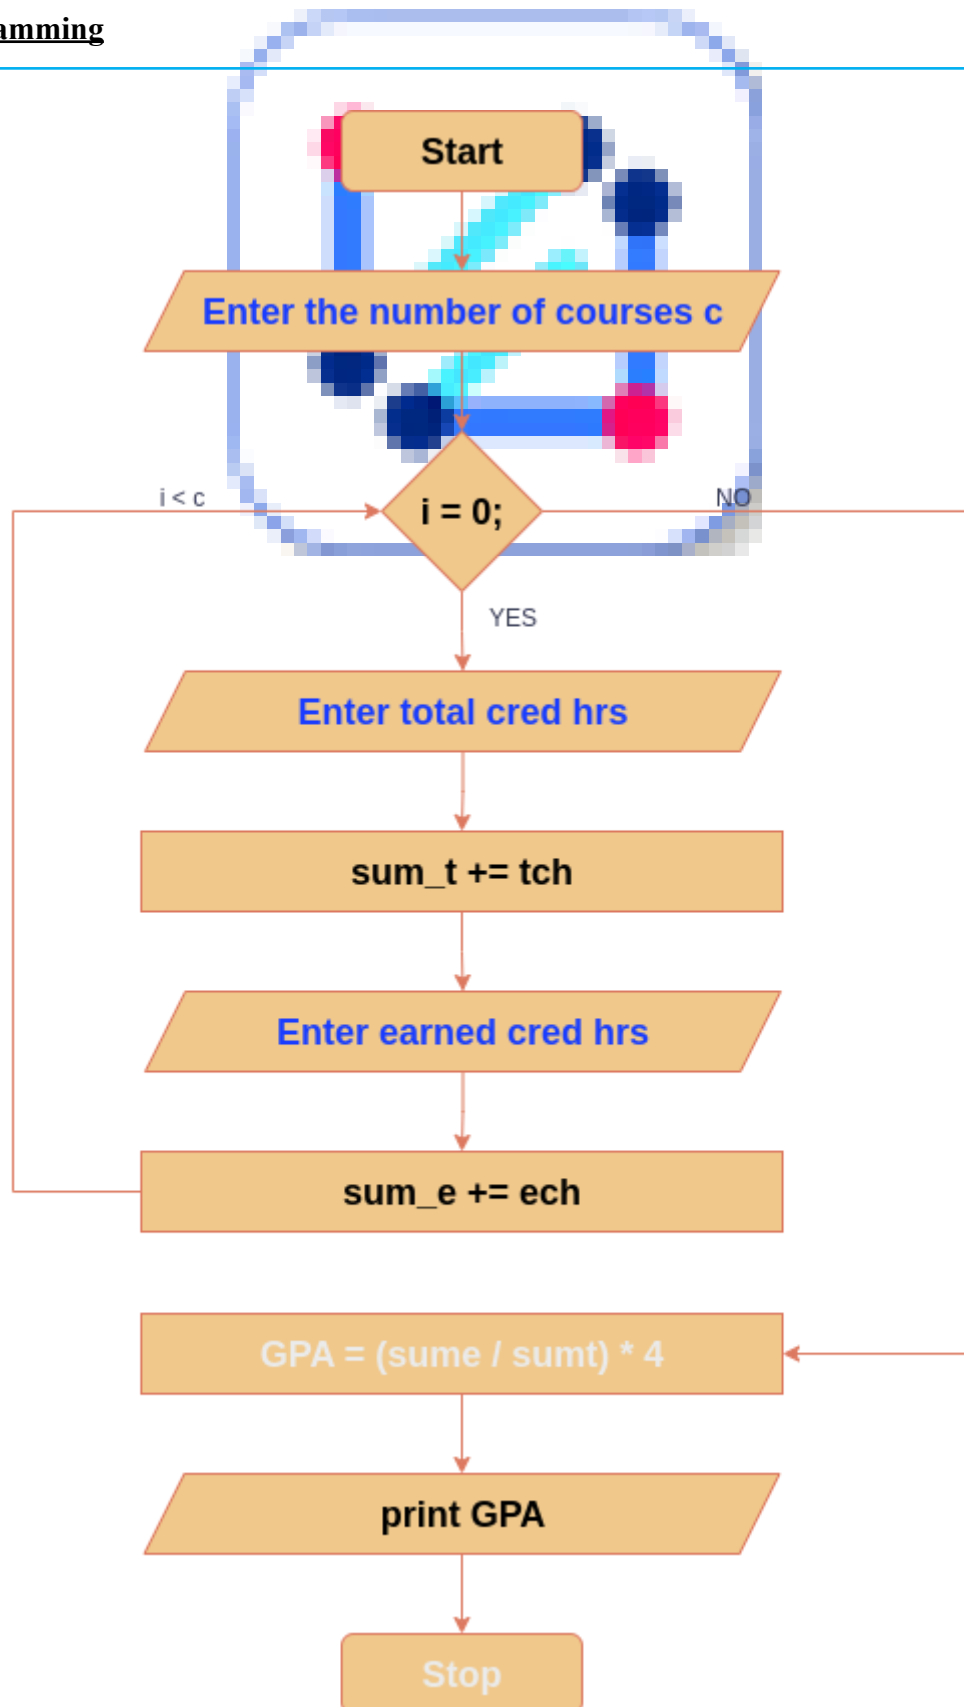 amming
Start
Enter the number of courses c
i < c
i = 0;
NO
YES
Enter total cred hrs
sum_t += tch
Enter earned cred hrs
sum_e += ech
GPA = (sume / sumt) * 4
print GPA
Stop